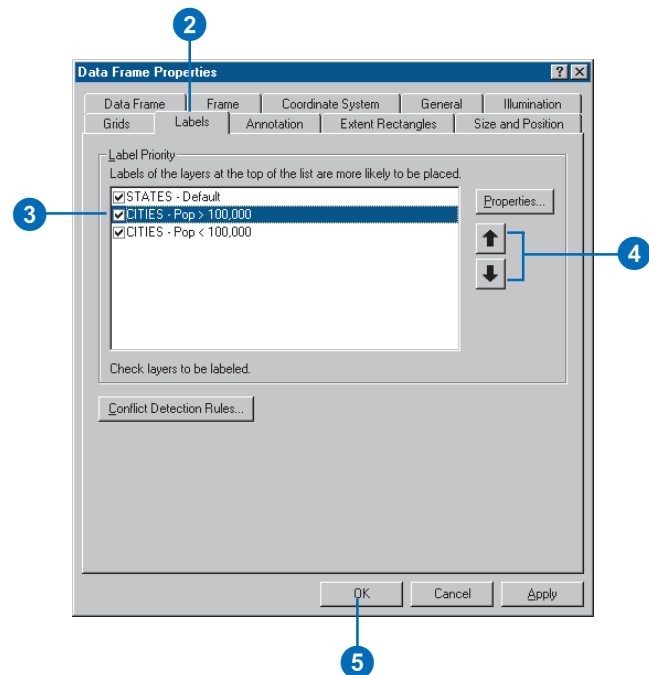 2
Data Frame Properties
Data Frame Frame Coordinate System General Illumination
Grids Labels Annotation Extent Rectangles Size and Position
Label Priority
Labels of the layers at the top of the list are more likely to be placed.
STATES - Default
Properties...
3
CITIES - Pop > 100,000
CITIES - Pop < 100,000
4
Check layers to be labeled.
Conflict Detection Rules...
OK Cancel Apply
5